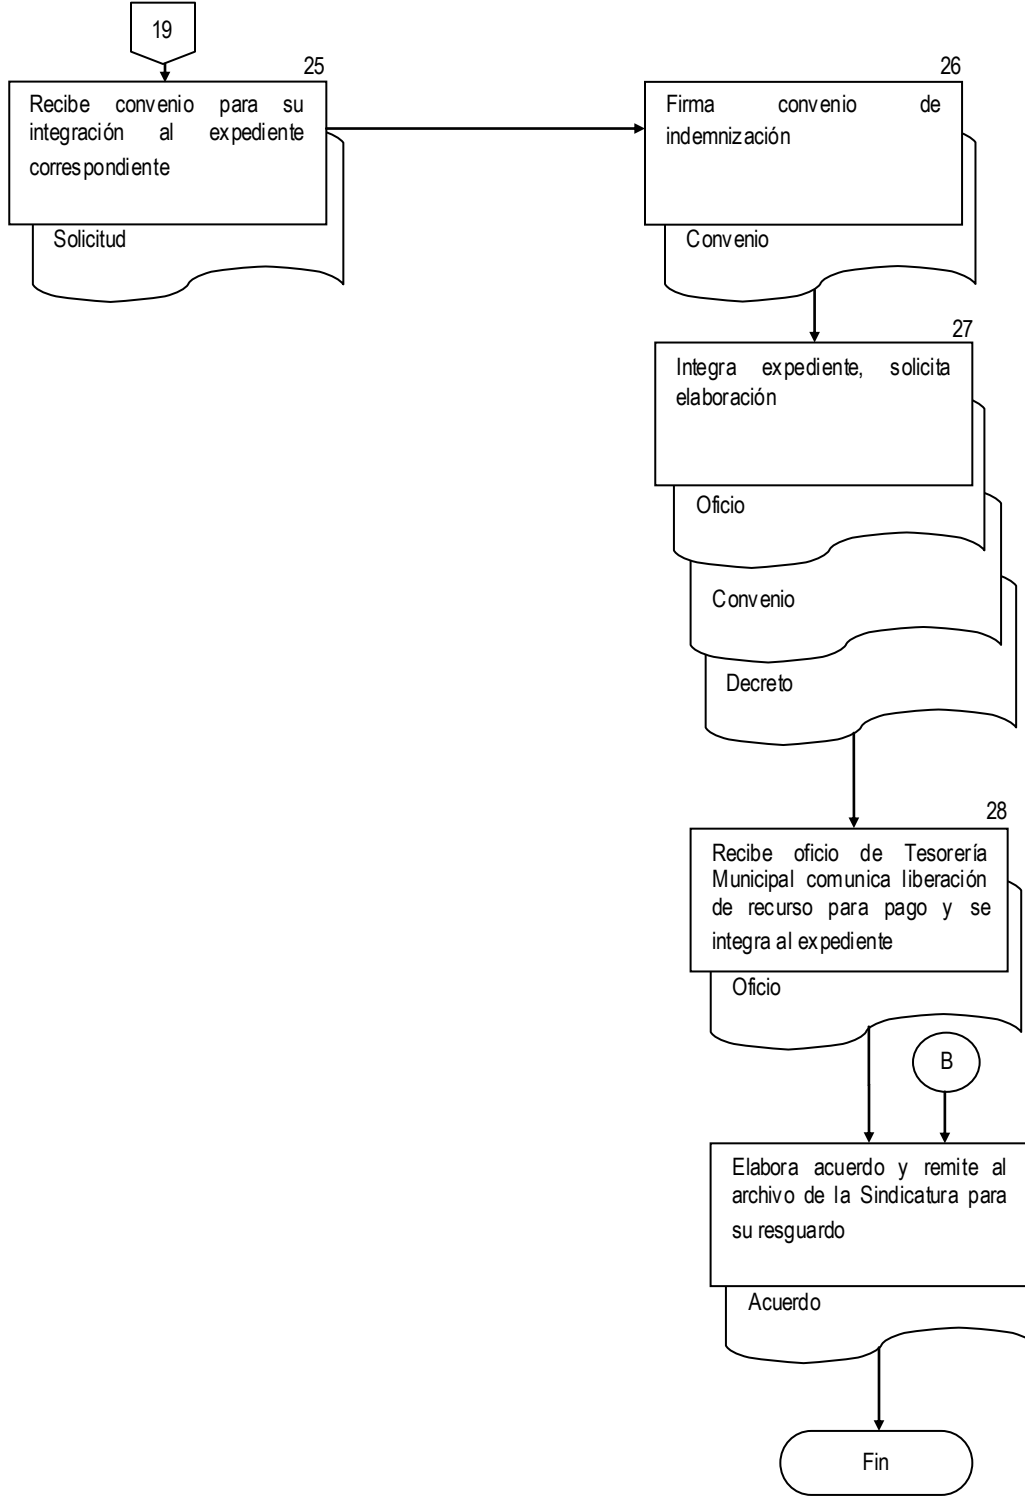 19
25
Recibe convenio para su
integración al expediente
correspondiente
Solicitud
26
Firma convenio de
indemnización
Convenio
27
Integra expediente, solicita
elaboración
Oficio
Convenio
Decreto
28
Recibe oficio de Tesorería
Municipal comunica liberación
de recurso para pago y se
integra al expediente
Oficio
B
Elabora acuerdo y remite al
archivo de la Sindicatura para
su resguardo
Acuerdo
Fin